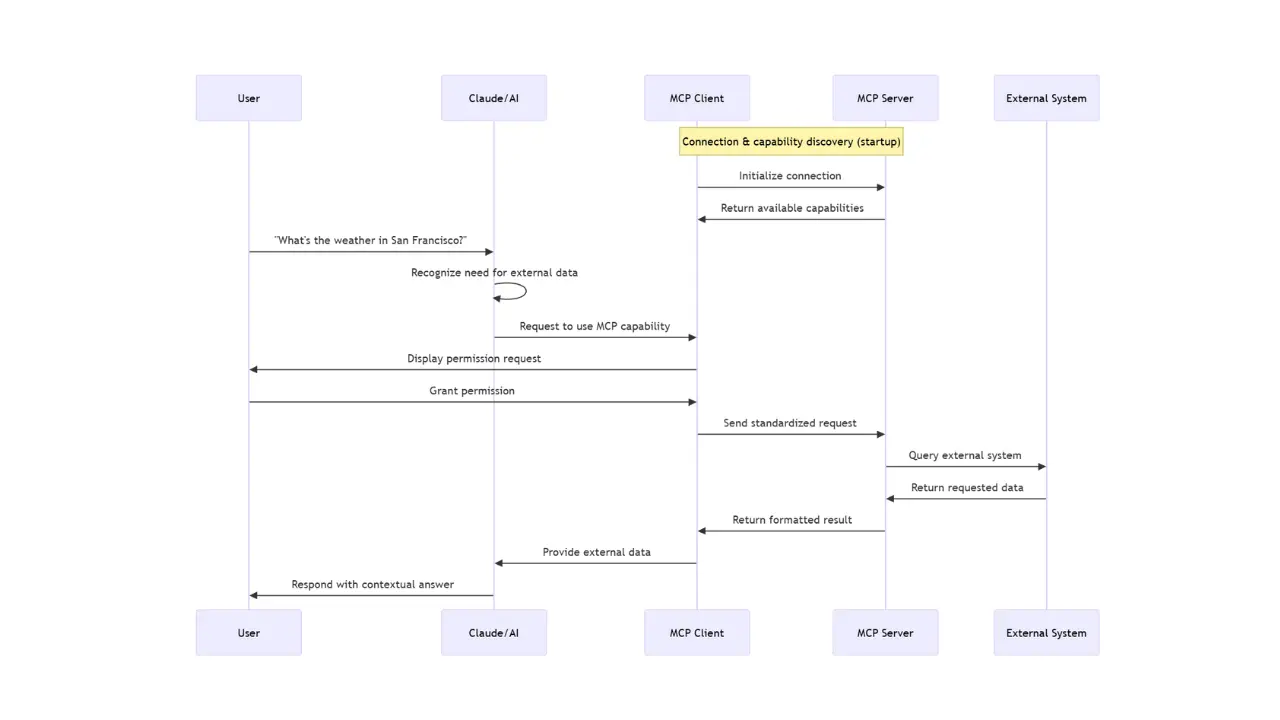 User
Claude/AI
MCP Client
MCP Server
External System
Connection & capability discovery (startup)
Initialize connection
Return available capabilities
"What's the weather in San Francisco?"
Recognize need for external data
Request to use MCP capability
Display permission request
Grant permission
Send standardized request
Query external system
Return requested data
Return formatted result
Provide external data
Respond with contextual answer
User
Claude/AI
MCP Client
MCP Server
External System